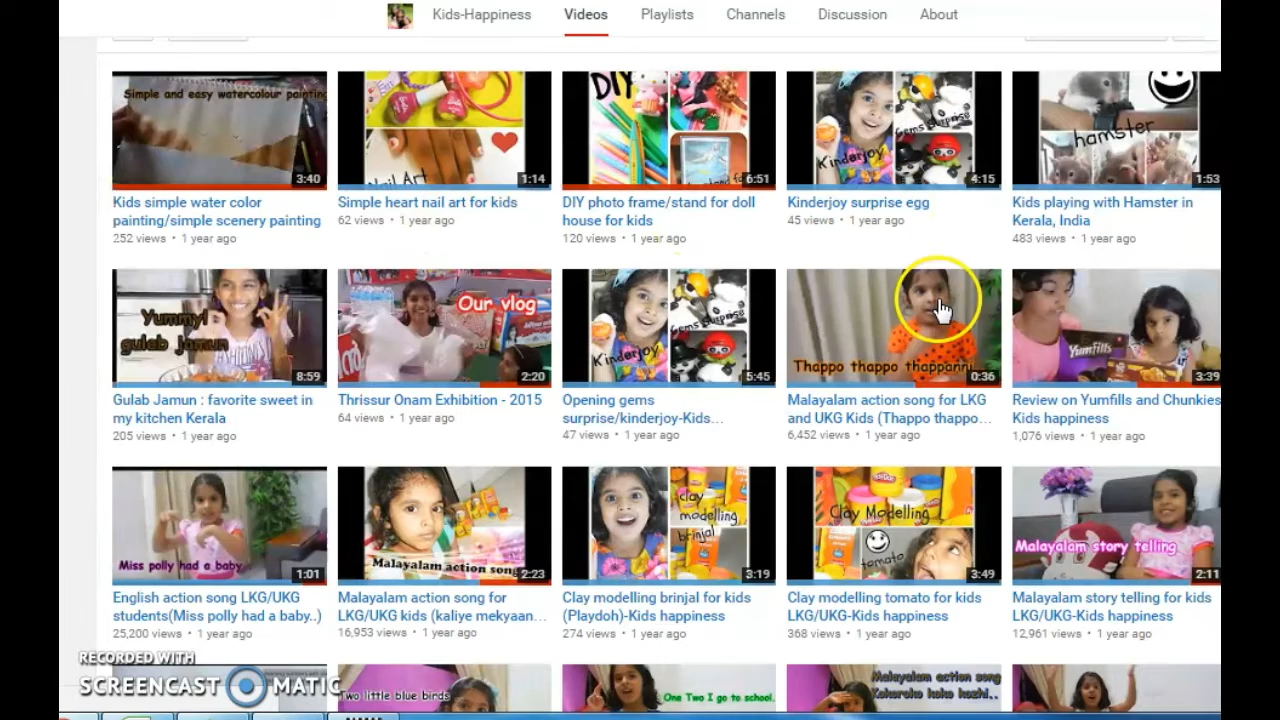 Kids-Happiness Videos Playlists Channels Discussion About
Simple and easy watercolour painting
3:40
Nail Art
1:14
DIY
6:51
Kinderjoy
Gems Surprise
4:15
hamster
1:53
Kids simple water color
painting/simple scenery painting
252 views • 1 year ago
Simple heart nail art for kids
62 views • 1 year ago
DIY photo frame/stand for doll
house for kids
120 views • 1 year ago
Kinderjoy surprise egg
45 views • 1 year ago
Kids playing with Hamster in
Kerala, India
483 views • 1 year ago
Yummy!
gulab jamun
8:59
Our vlog
2:20
Kinderjoy
Gems Surprise
5:45
Thappo thappo thappanni
0:36
Yumfills
3:39
Gulab Jamun : favorite sweet in
my kitchen Kerala
205 views • 1 year ago
Thrissur Onam Exhibition - 2015
64 views • 1 year ago
Opening gems
surprise/kinderjoy-Kids...
47 views • 1 year ago
Malayalam action song for LKG
and UKG Kids (Thappo thappo...
6,452 views • 1 year ago
Review on Yumfills and Chunkies
Kids happiness
1,076 views • 1 year ago
Miss polly had a baby
1:01
Malayalam action song
2:23
clay
modelling
brinjal
3:19
Clay Modelling
tomato
3:49
Malayalam story telling
2:11
English action song LKG/UKG
students(Miss polly had a baby..)
25,200 views • 1 year ago
Malayalam action song for
LKG/UKG kids (kaliye mekyaan...
16,953 views • 1 year ago
Clay modelling brinjal for kids
(Playdoh)-Kids happiness
274 views • 1 year ago
Clay modelling tomato for kids
LKG/UKG-Kids happiness
368 views • 1 year ago
Malayalam story telling for kids
LKG/UKG-Kids happiness
12,961 views • 1 year ago
RECORDED WITH
SCREENCAST MATIC
Two little blue birds
One Two I go to school.
Malayalam action song
Kokoroko koko kozhi..